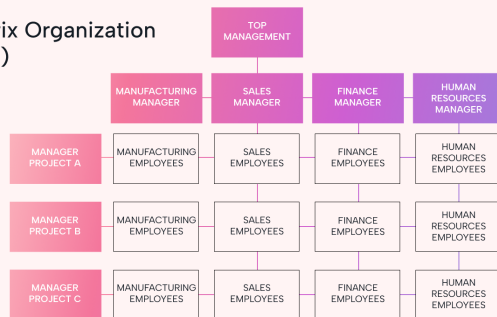 rix Organization
)
TOP
MANAGEMENT
MANUFACTURING
MANAGER
SALES
MANAGER
FINANCE
MANAGER
HUMAN
RESOURCES
MANAGER
MANAGER
PROJECT A
MANUFACTURING
EMPLOYEES
SALES
EMPLOYEES
FINANCE
EMPLOYEES
HUMAN
RESOURCES
EMPLOYEES
MANAGER
PROJECT B
MANUFACTURING
EMPLOYEES
SALES
EMPLOYEES
FINANCE
EMPLOYEES
HUMAN
RESOURCES
EMPLOYEES
MANAGER
PROJECT C
MANUFACTURING
EMPLOYEES
SALES
EMPLOYEES
FINANCE
EMPLOYEES
HUMAN
RESOURCES
EMPLOYEES